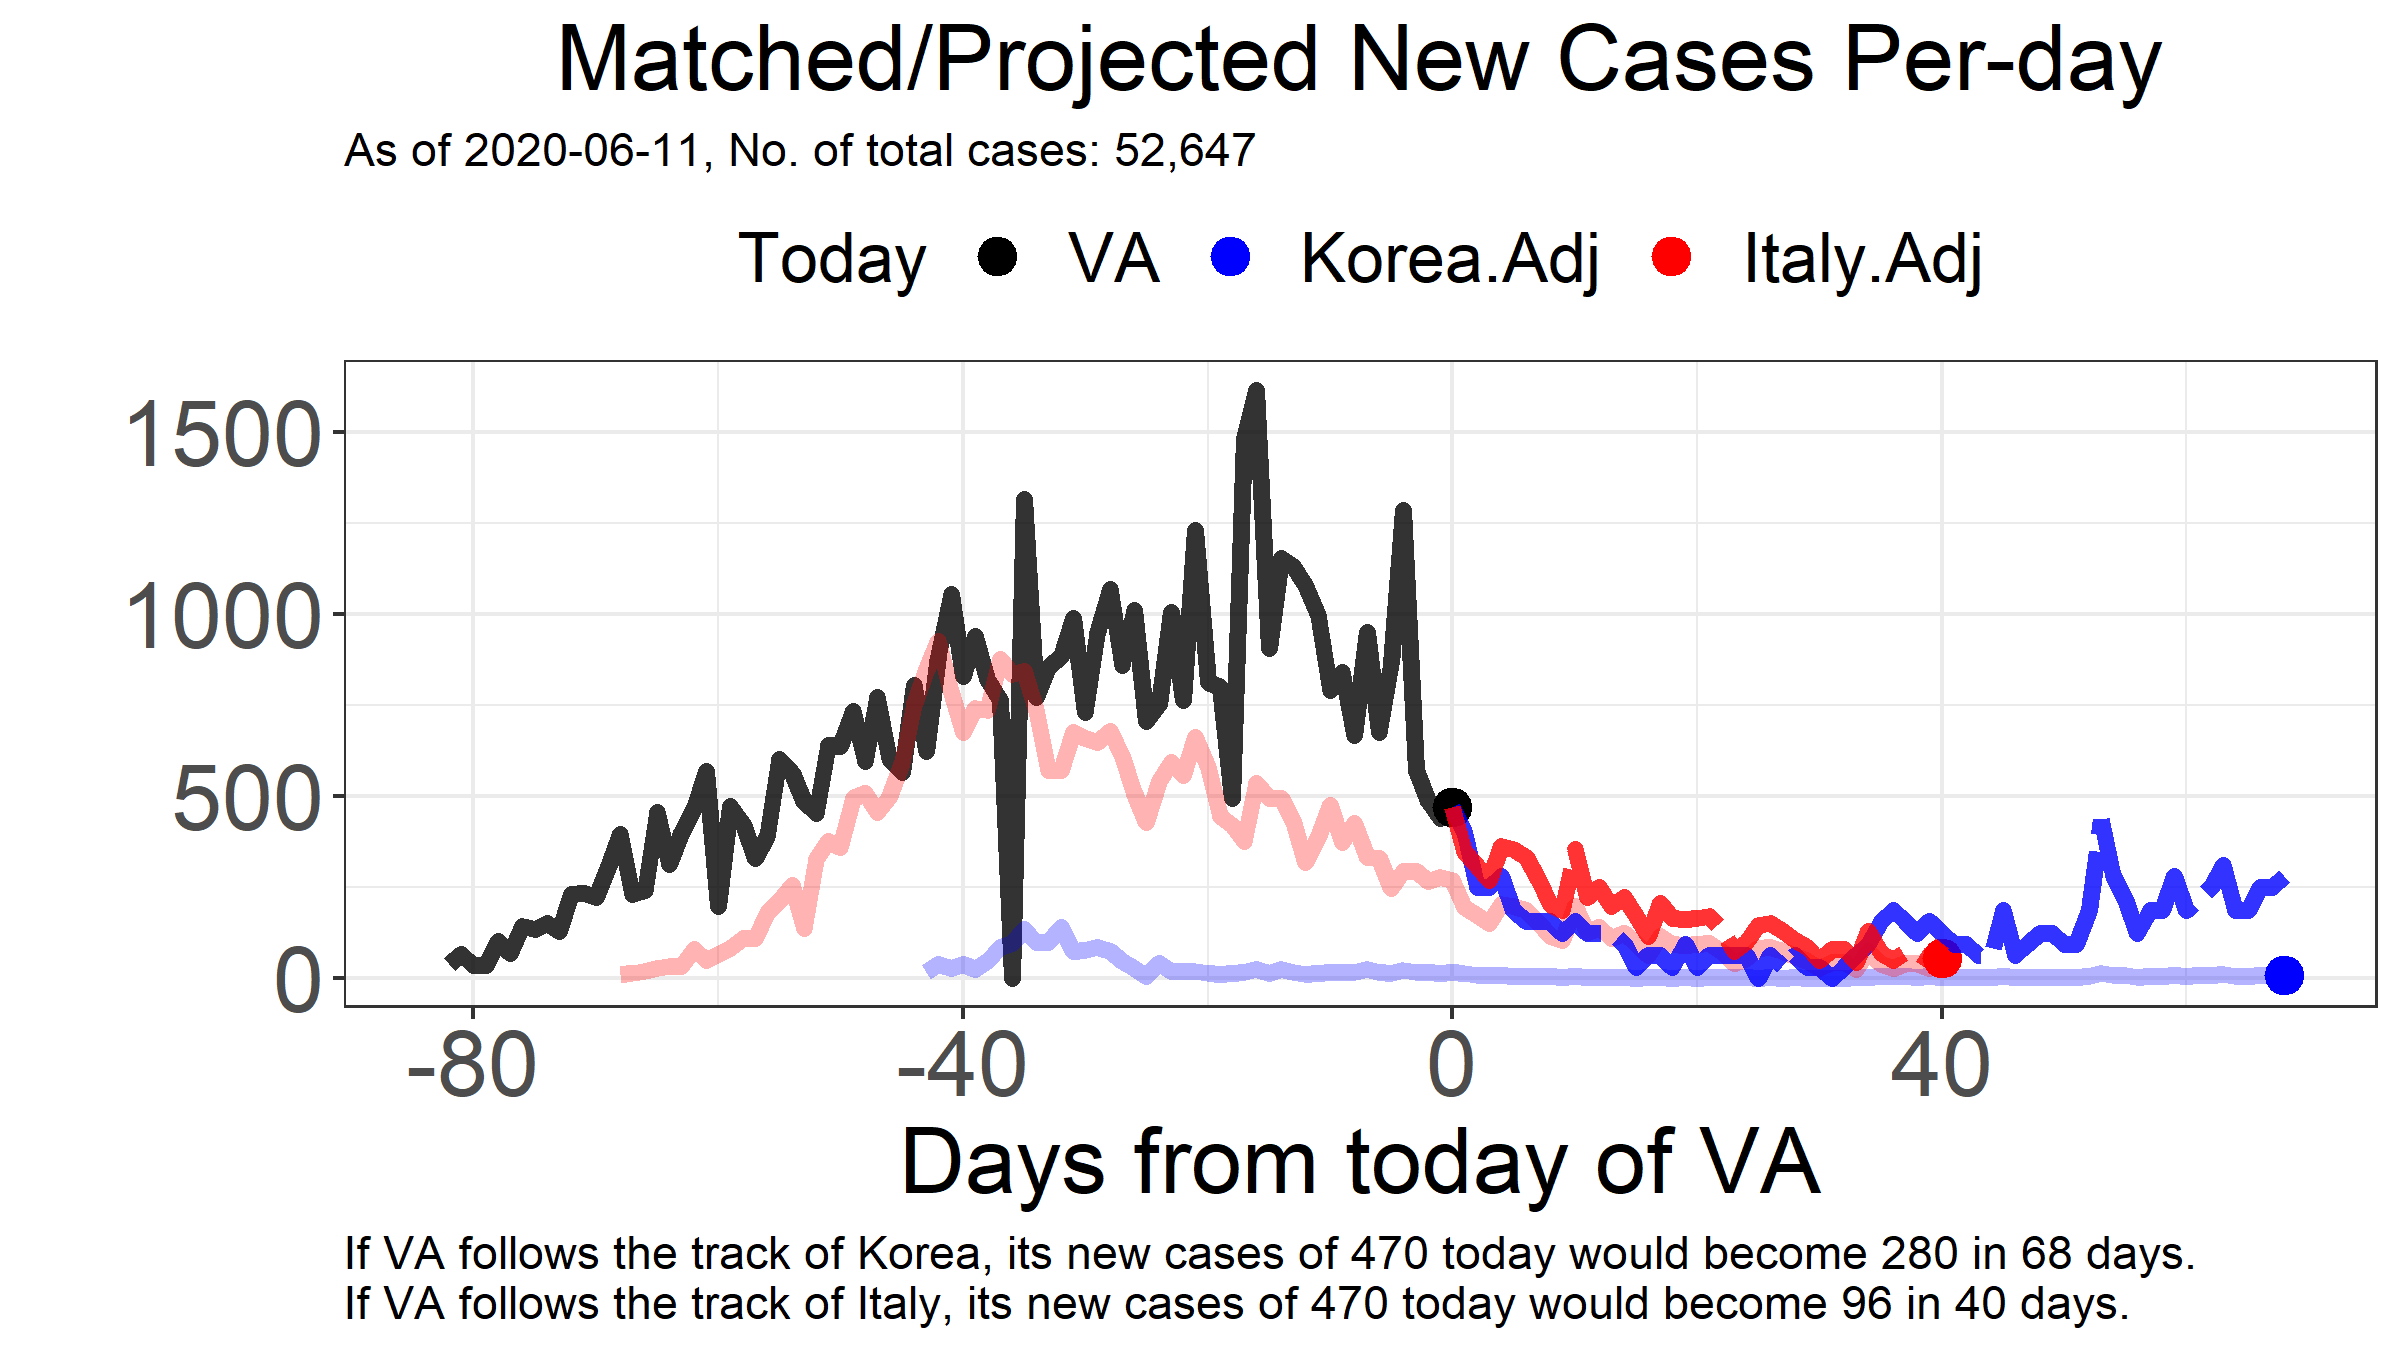 Matched/Projected New Cases Per-day
As of 2020-06-11, No. of total cases: 52,647
Today VA Korea.Adj Italy.Adj
1500
1000
500
0
-80 -40 0 40
Days from today of VA
If VA follows the track of Korea, its new cases of 470 today would become 280 in 68 days.
If VA follows the track of Italy, its new cases of 470 today would become 96 in 40 days.